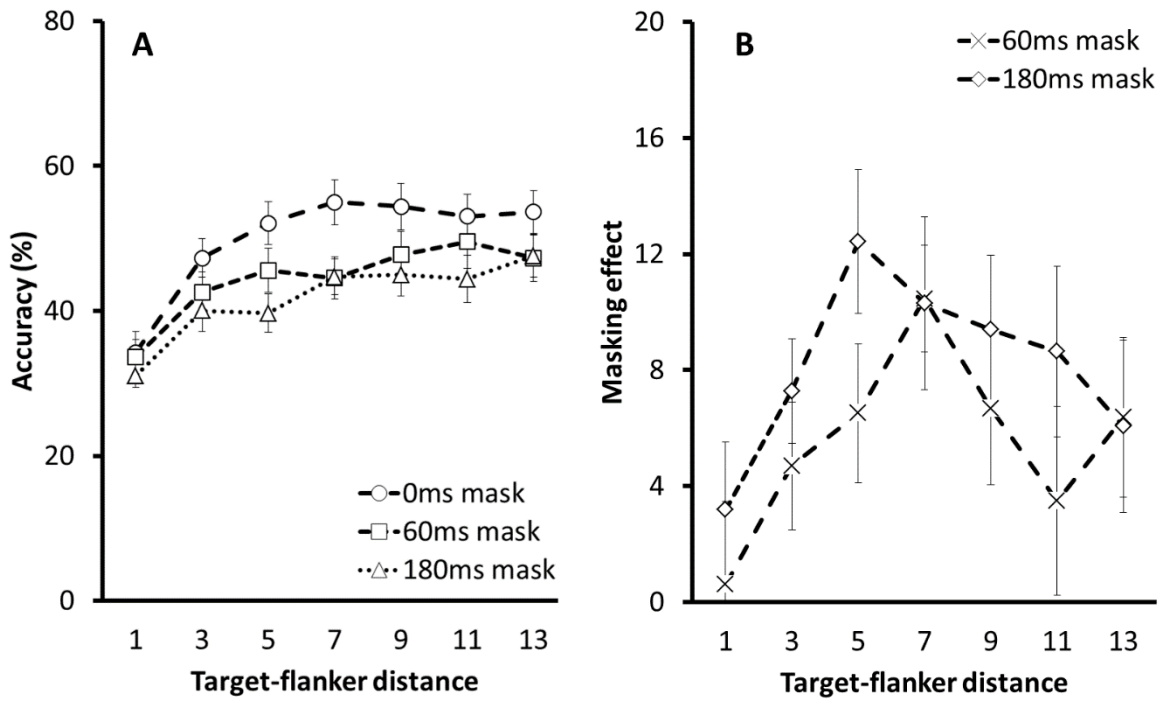 A
80
60
40
20
0
Accuracy (%)
0ms mask
60ms mask
180ms mask
1 3 5 7 9 11 13
Target-flanker distance
B
20
16
12
8
4
0
Masking effect
60ms mask
180ms mask
1 3 5 7 9 11 13
Target-flanker distance